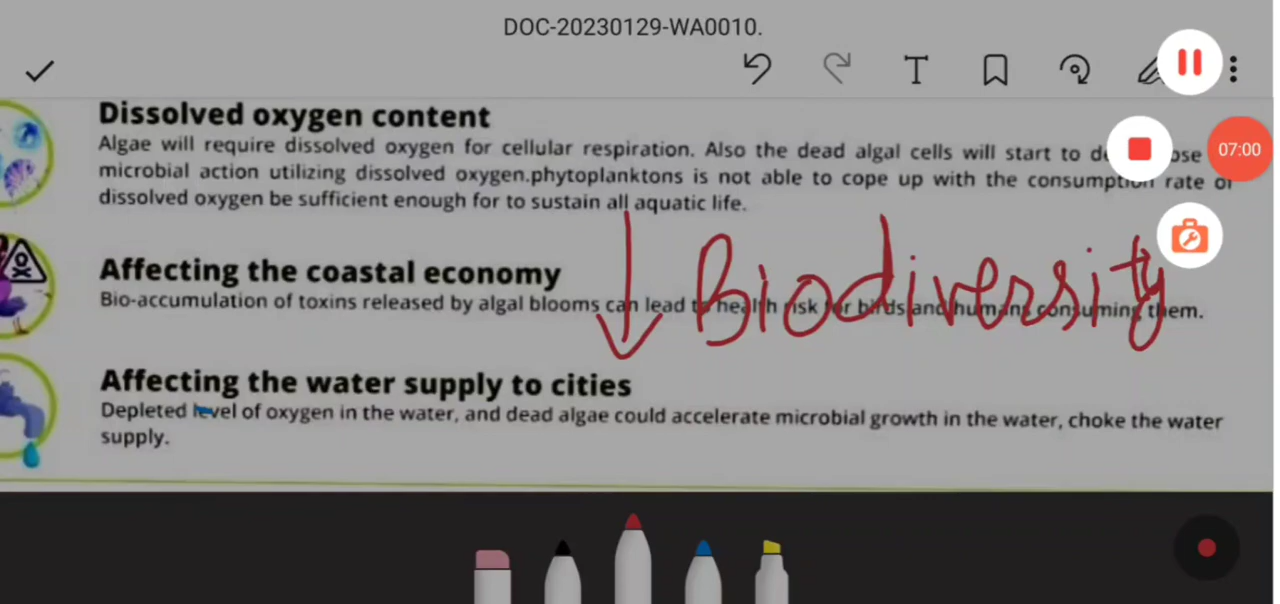 DOC-20230129-WA0010.
Dissolved oxygen content
07:00
Algae will require dissolved oxygen for cellular respiration. Also the dead algal cells will start to
microbial action utilizing dissolved oxygen.phytoplanktons is not able to cope up with the consumption rate of
dissolved oxygen be sufficient enough for to sustain all aquatic life.
Biodiversity
Affecting the coastal economy
Bio-accumulation of toxins released by algal blooms can lead to health risk for birds and humans consuming them.
Affecting the water supply to cities
Depleted level of oxygen in the water, and dead algae could accelerate microbial growth in the water, choke the water
supply.